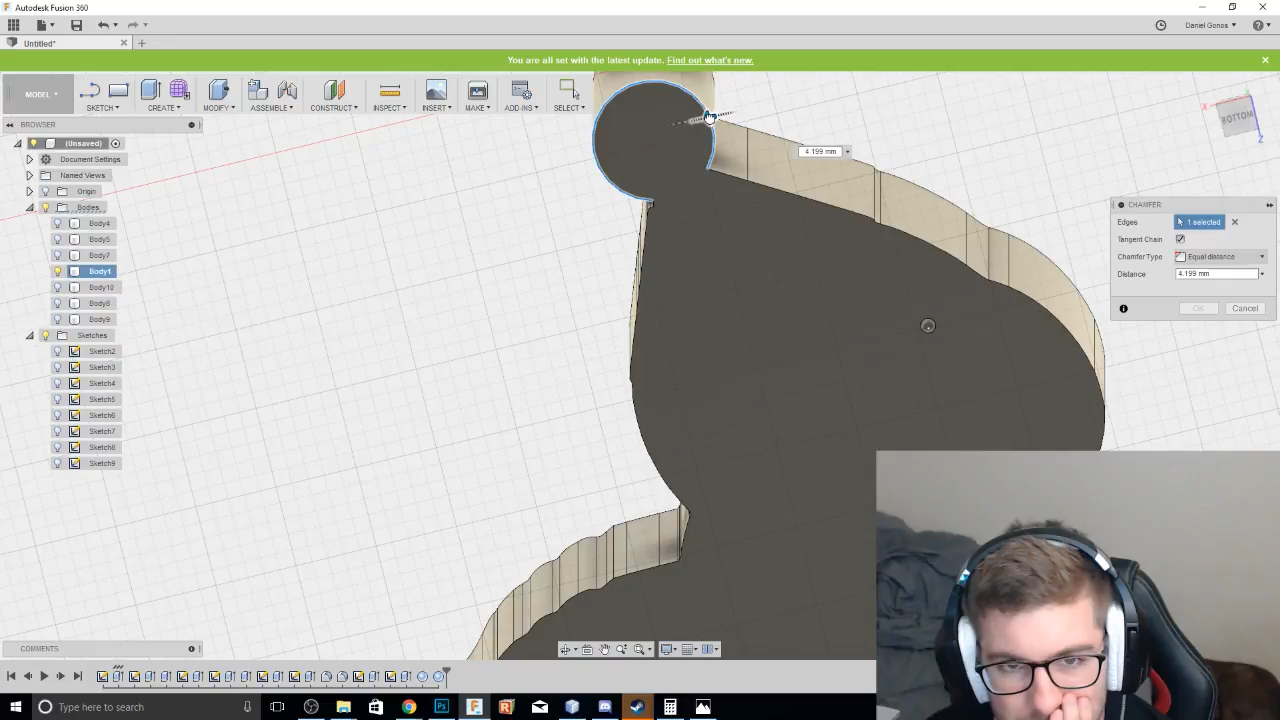 Autodesk Fusion 360
Daniel Gonos
Untitled*
You are all set with the latest update. Find out what's new.
MODEL
SKETCH
CREATE
MODIFY
ASSEMBLE
CONSTRUCT
INSPECT
INSERT
MAKE
ADD-INS
SELECT
BROWSER
(Unsaved)
Document Settings
Named Views
Origin
Bodies
Body4
Body5
Body7
Body1
Body10
Body8
Body9
Sketches
Sketch2
Sketch3
Sketch4
Sketch5
Sketch6
Sketch7
Sketch8
Sketch9
4.199 mm
X
BOTTOM
Z
CHAMFER
Edges 1 selected
Tangent Chain
Chamfer Type Equal distance
Distance 4.199 mm
OK Cancel
COMMENTS
Type here to search